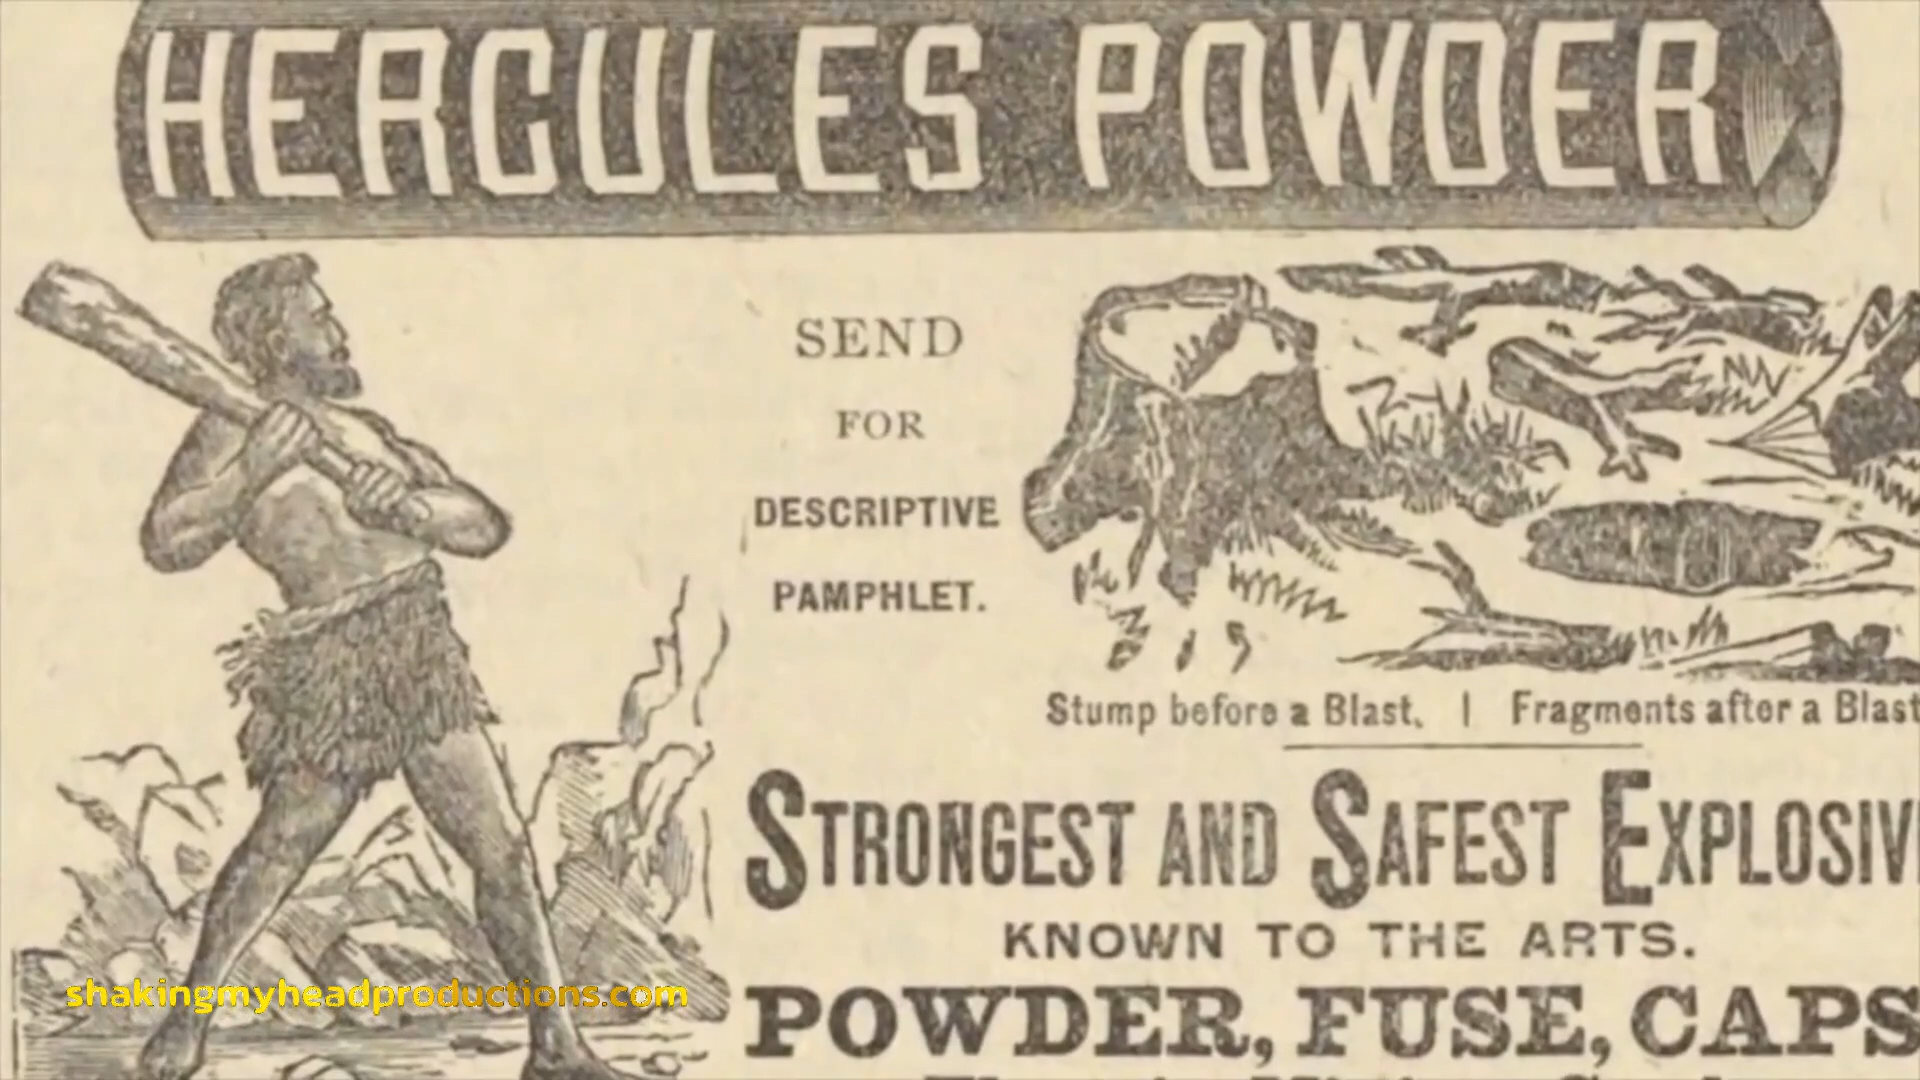 HERCULES POWDER
SEND
FOR
DESCRIPTIVE
PAMPHLET.
Stump before a Blast. | Fragments after a Blast
STRONGEST AND SAFEST EXPLOSIV
KNOWN TO THE ARTS.
POWDER, FUSE, CAPS
shakingmyheadproductions.com